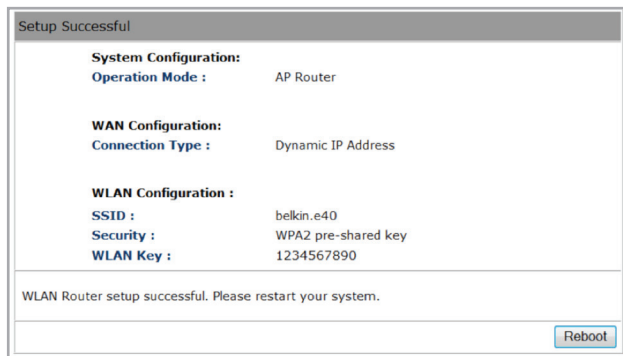 Setup Successful
System Configuration:
Operation Mode : AP Router
WAN Configuration:
Connection Type : Dynamic IP Address
WLAN Configuration :
SSID : belkin.e40
Security : WPA2 pre-shared key
WLAN Key : 1234567890
WLAN Router setup successful. Please restart your system.
Reboot